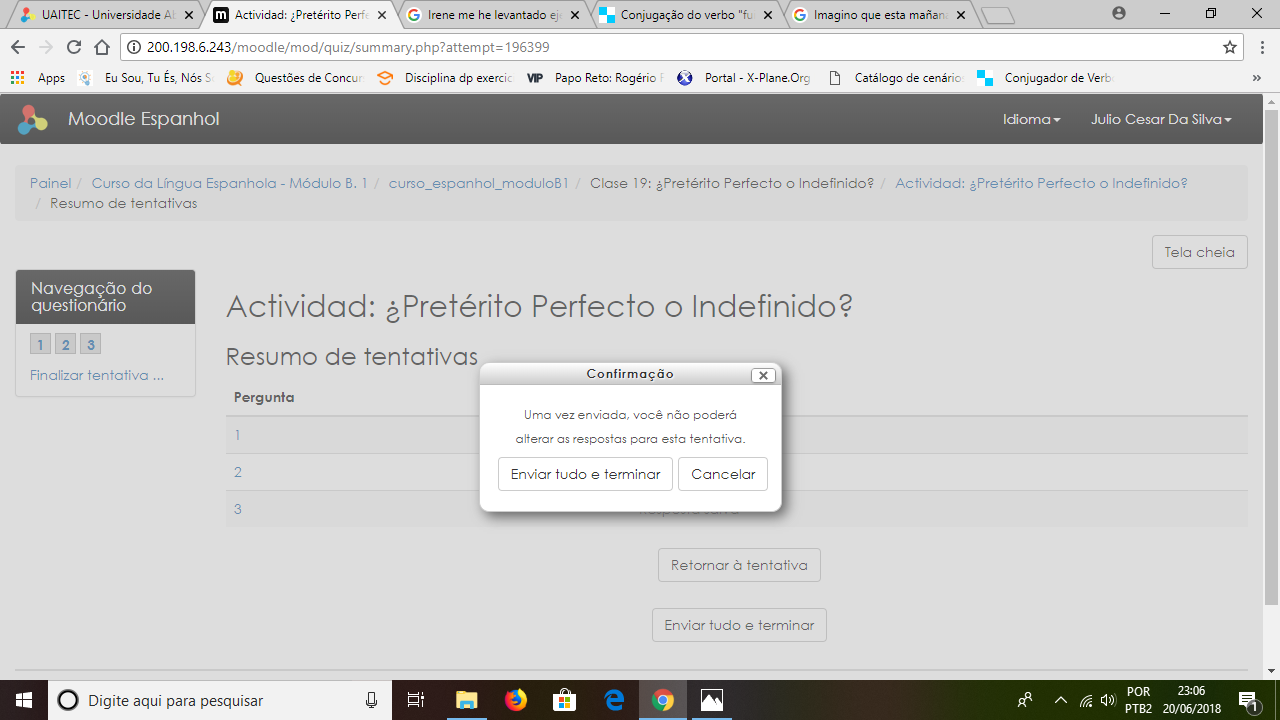 UAITEC - Universidade Ab
Actividad: ¿Pretérito Perfe
Irene me he levantado eje
Conjugação do verbo "fu
Imagino que esta mañana
200.198.6.243/moodle/mod/quiz/summary.php?attempt=196399
Apps
Eu Sou, Tu És, Nós S
Questões de Concur
Disciplina dp exercic
VIP Papo Reto: Rogério F
Portal - X-Plane.Org
Catálogo de cenário
Conjugador de Verb
»
Moodle Espanhol
Idioma
Julio Cesar Da Silva
Painel / Curso da Língua Espanhola - Módulo B. 1 / curso_espanhol_moduloB1 / Clase 19: ¿Pretérito Perfecto o Indefinido? / Actividad: ¿Pretérito Perfecto o Indefinido?
/ Resumo de tentativas
Tela cheia
Navegação do
questionário
1 2 3
Finalizar tentativa ...
Actividad: ¿Pretérito Perfecto o Indefinido?
Resumo de tentativas
Pergunta
1
2
3
Confirmação
Uma vez enviada, você não poderá
alterar as respostas para esta tentativa.
Enviar tudo e terminar
Cancelar
Retornar à tentativa
Enviar tudo e terminar
Digite aqui para pesquisar
POR
PTB2
23:06
20/06/2018
1